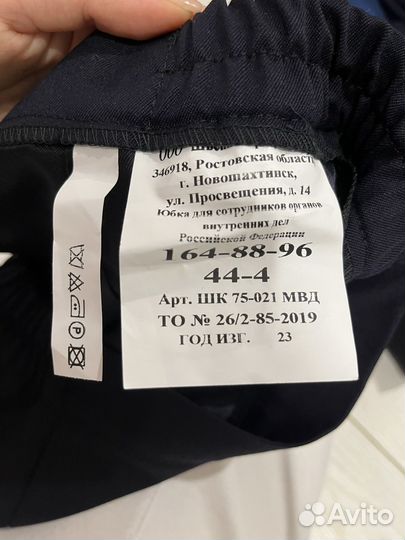 ООО
346918, Ростовская область
г. Новошахтинск,
ул. Просвещения, д. 14
Юбка для сотрудников органов
внутренних дел
Российской Федерации
164-88-96
44-4
Арт. ШК 75-021 МВД
ТО № 26/2-85-2019
ГОД ИЗГ. 23
P
Avito